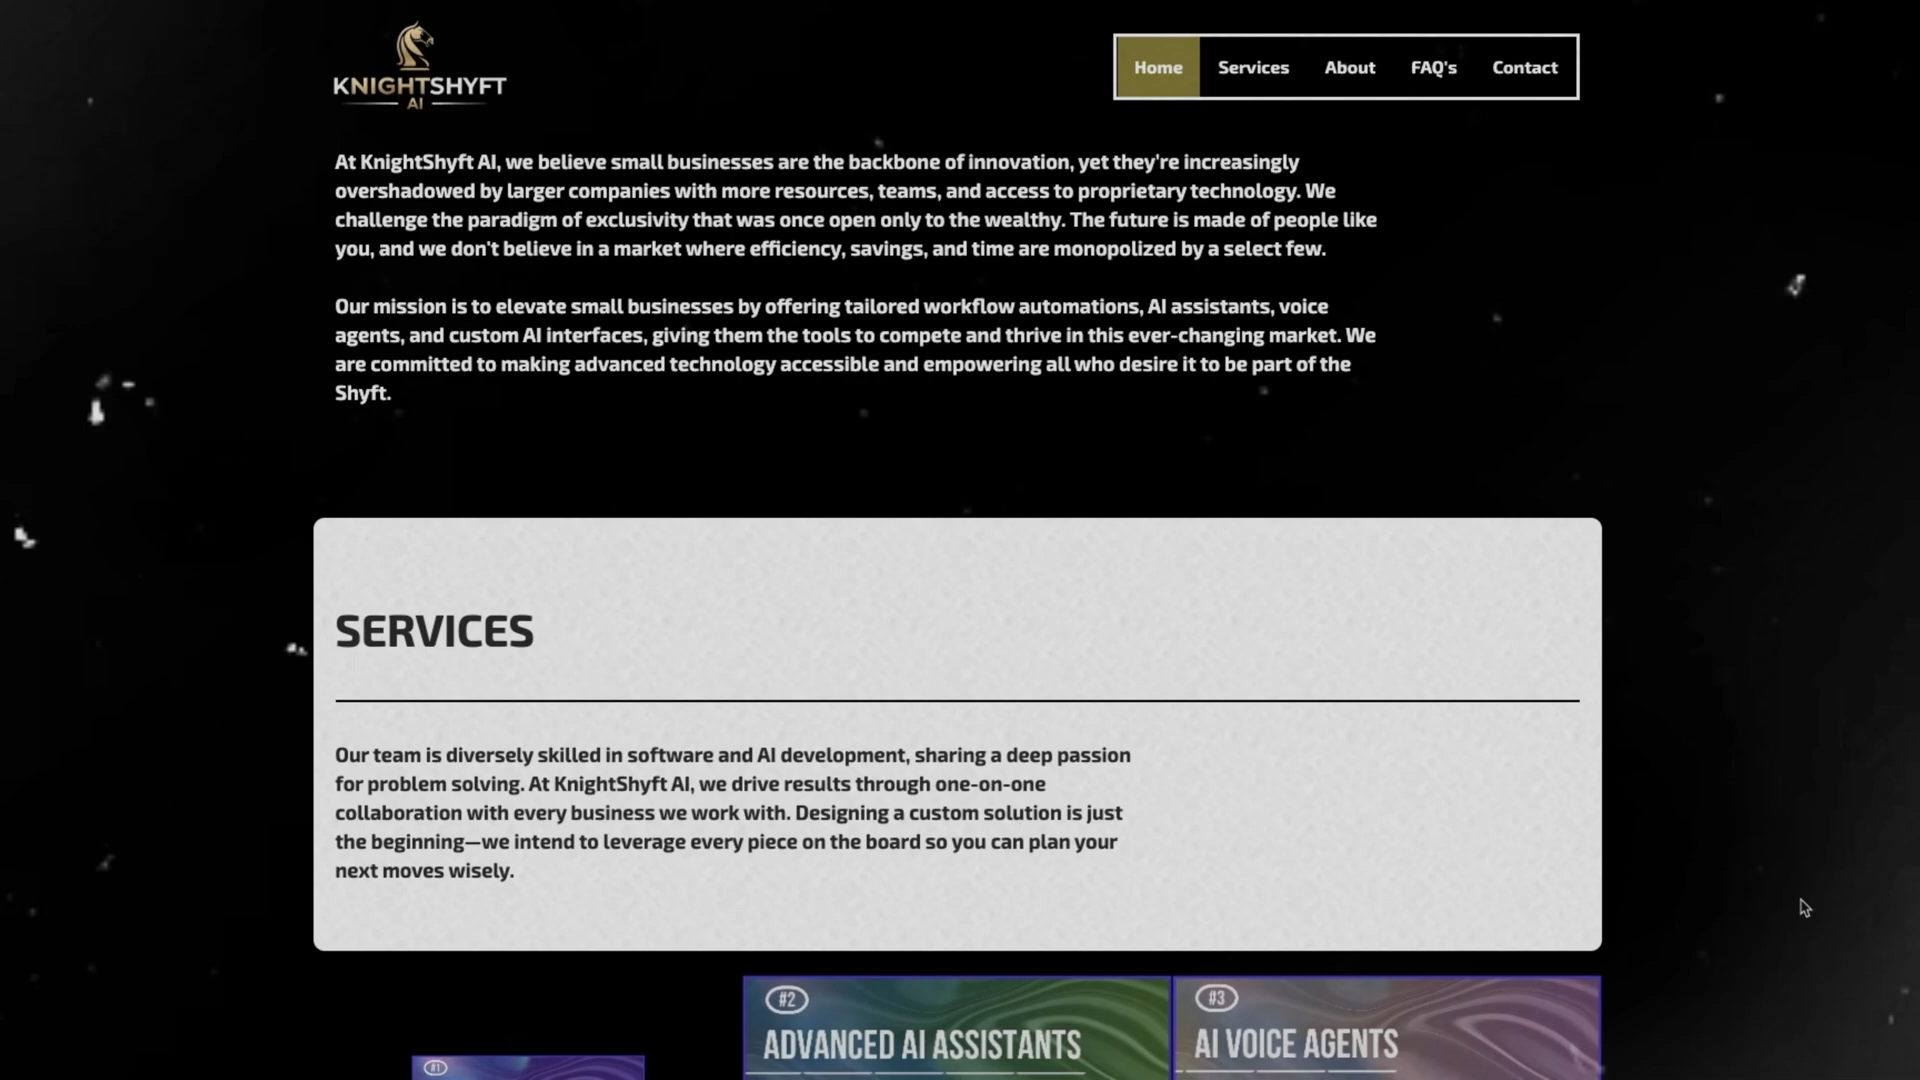 KNIGHTSHYFT
AI
Home Services About FAQ's Contact
At KnightShyft AI, we believe small businesses are the backbone of innovation, yet they're increasingly
overshadowed by larger companies with more resources, teams, and access to proprietary technology. We
challenge the paradigm of exclusivity that was once open only to the wealthy. The future is made of people like
you, and we don't believe in a market where efficiency, savings, and time are monopolized by a select few.
Our mission is to elevate small businesses by offering tailored workflow automations, AI assistants, voice
agents, and custom AI interfaces, giving them the tools to compete and thrive in this ever-changing market. We
are committed to making advanced technology accessible and empowering all who desire it to be part of the
Shyft.
SERVICES
Our team is diversely skilled in software and AI development, sharing a deep passion
for problem solving. At KnightShyft AI, we drive results through one-on-one
collaboration with every business we work with. Designing a custom solution is just
the beginning—we intend to leverage every piece on the board so you can plan your
next moves wisely.
#1
#2
ADVANCED AI ASSISTANTS
#3
AI VOICE AGENTS